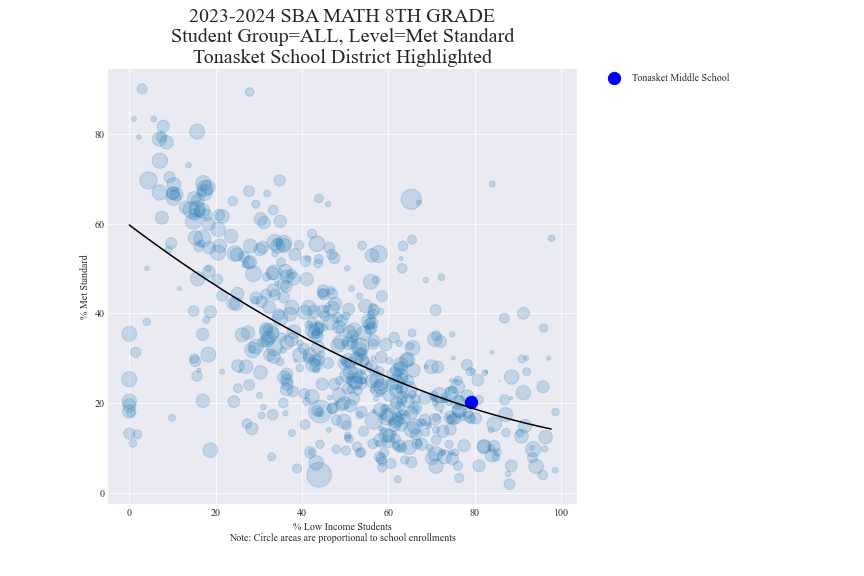 2023-2024 SBA MATH 8TH GRADE
Student Group=ALL, Level=Met Standard
Tonasket School District Highlighted
Tonasket Middle School
% Met Standard
80
60
40
20
0
0 20 40 60 80 100
% Low Income Students
Note: Circle areas are proportional to school enrollments